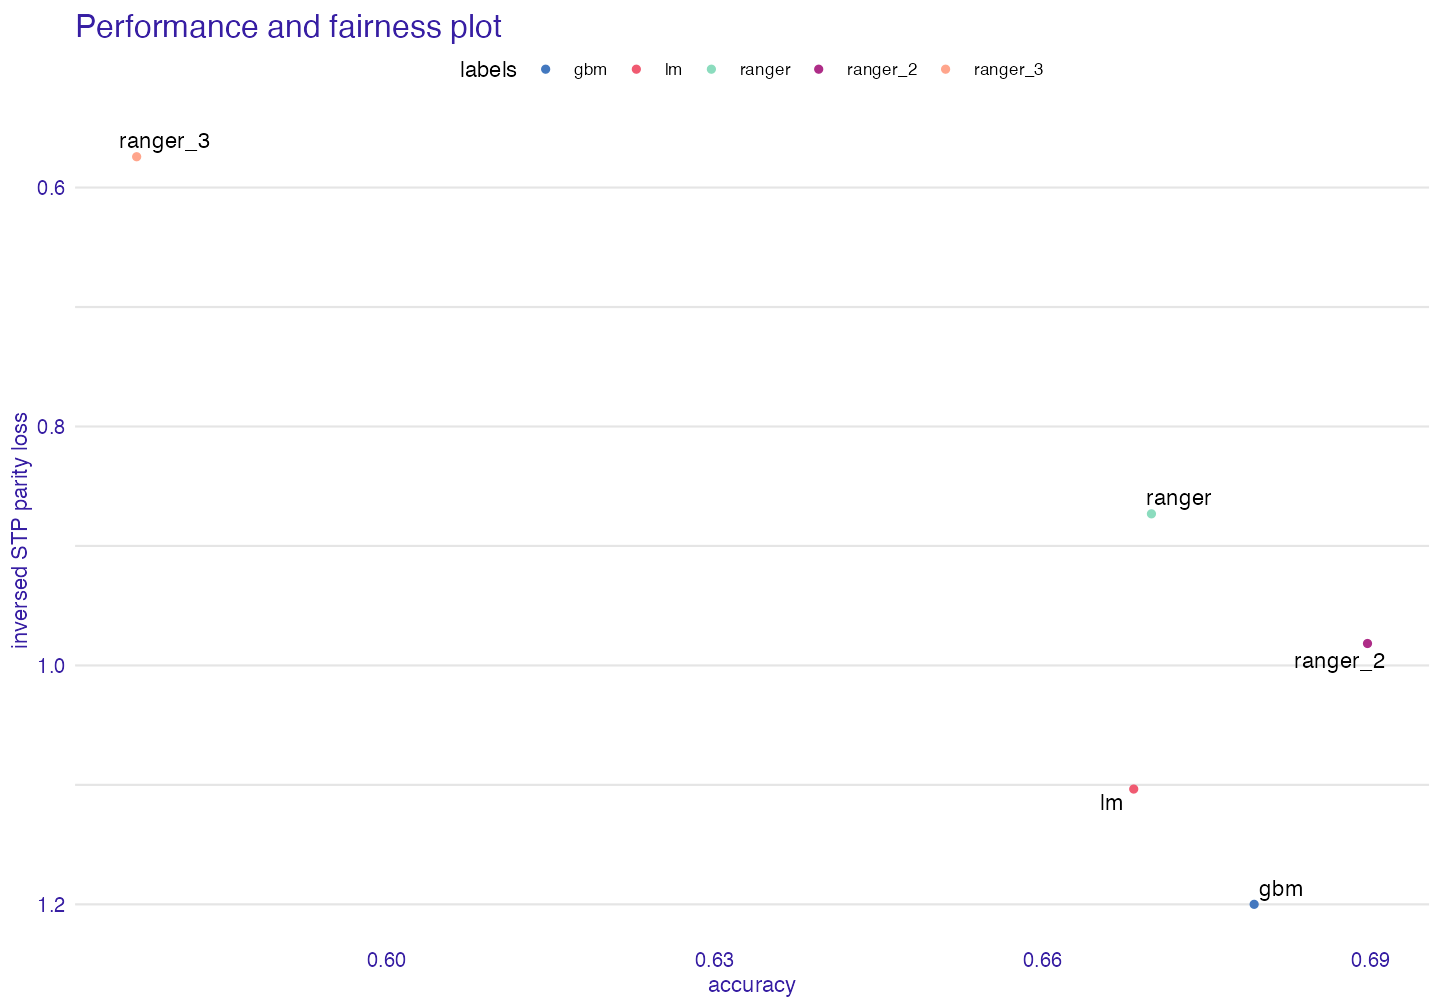 Performance and fairness plot
labels gbm lm ranger ranger_2 ranger_3
ranger_3
0.6
0.8
ranger
inversed STP parity loss
1.0
ranger_2
lm
gbm
1.2
0.60 0.63 0.66 0.69
accuracy